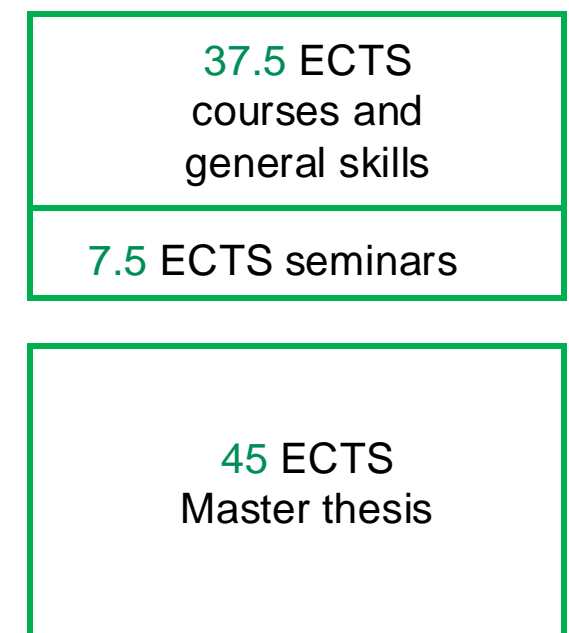 37.5 ECTS
courses and
general skills
7.5 ECTS seminars
45 ECTS
Master thesis